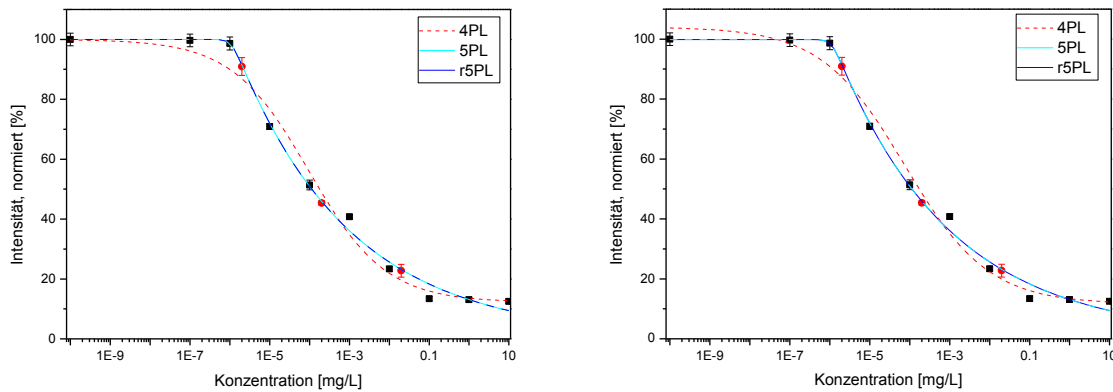 4PL
5PL
r5PL
100
80
60
40
20
0
Intensität, normiert [%]
1E-9 1E-7 1E-5 1E-3 0.1 10
Konzentration [mg/L]
4PL
5PL
r5PL
100
80
60
40
20
0
Intensität, normiert [%]
1E-9 1E-7 1E-5 1E-3 0.1 10
Konzentration [mg/L]